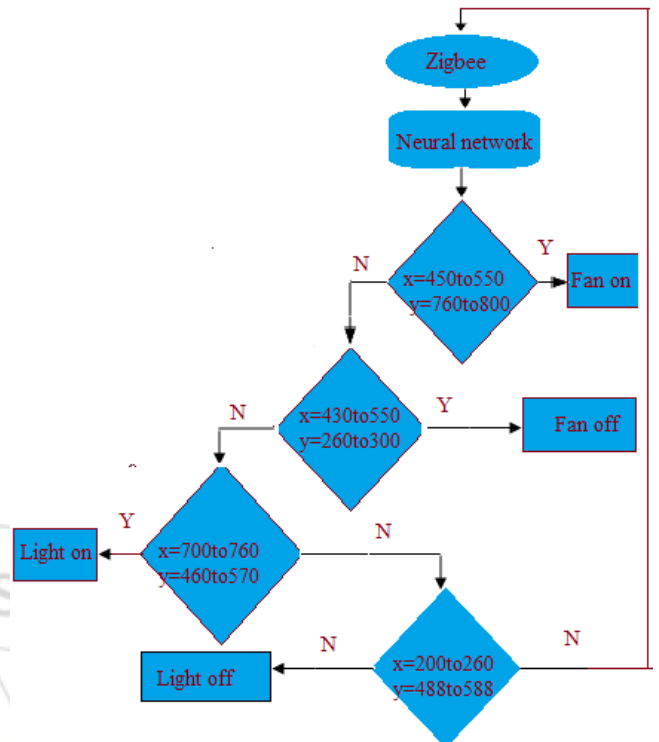 Zigbee
Neural network
Y
N
x=450to550
y=760to800
Fan on
N
Y
x=430to550
y=260to300
Fan off
Y
N
Light on
x=700to760
y=460to570
N
N
Light off
x=200to260
y=488to588